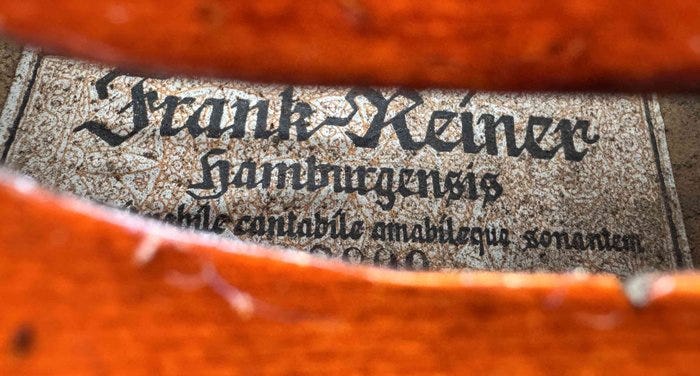 Frank-Reiner
Hamburgensis
cantabile amabileque sonantem